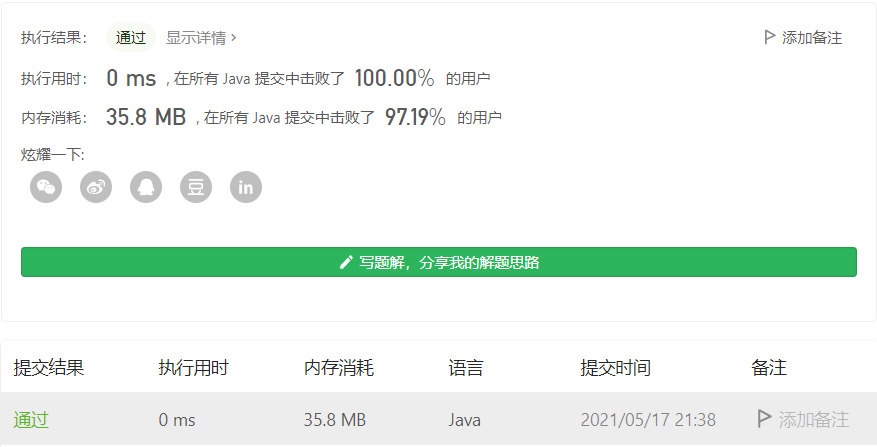 执行结果： 通过 显示详情 › 添加备注
执行用时： 0 ms , 在所有 Java 提交中击败了 100.00% 的用户
内存消耗： 35.8 MB , 在所有 Java 提交中击败了 97.19% 的用户
炫耀一下:
豆 in
写题解，分享我的解题思路
提交结果 执行用时 内存消耗 语言 提交时间 备注
通过 0 ms 35.8 MB Java 2021/05/17 21:38 添加备注